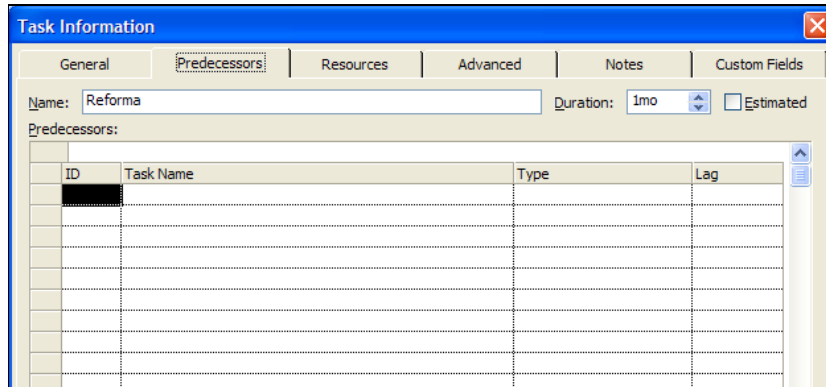 Task Information
General Predecessors Resources Advanced Notes Custom Fields
Name: Reforma Duration: 1mo Estimated
Predecessors:
ID Task Name Type Lag